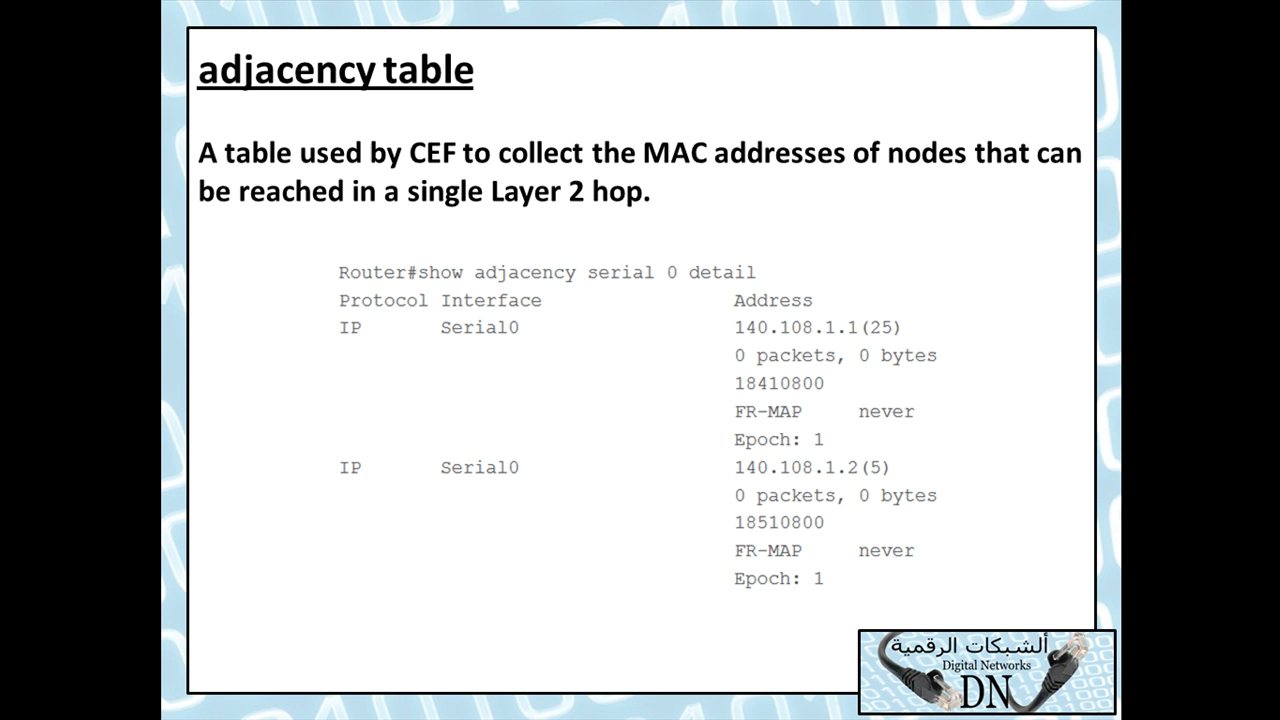 adjacency table
A table used by CEF to collect the MAC addresses of nodes that can
be reached in a single Layer 2 hop.
Router#show adjacency serial 0 detail
Protocol Interface Address
IP Serial0 140.108.1.1(25)
0 packets, 0 bytes
18410800
FR-MAP never
Epoch: 1
IP Serial0 140.108.1.2(5)
0 packets, 0 bytes
18510800
FR-MAP never
Epoch: 1
ألشبكات الرقمية
Digital Networks
DN